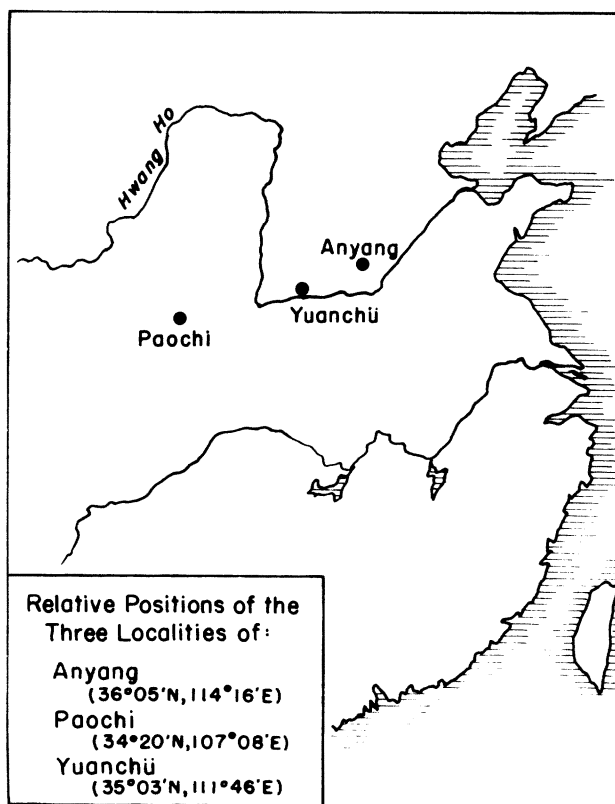 Hwang Ho
Anyang
Yuanchü
Paochi
Relative Positions of the
Three Localities of:
Anyang
(36°05'N, 114°16'E)
Paochi
(34°20'N, 107°08'E)
Yuanchü
(35°03'N, 111°46'E)